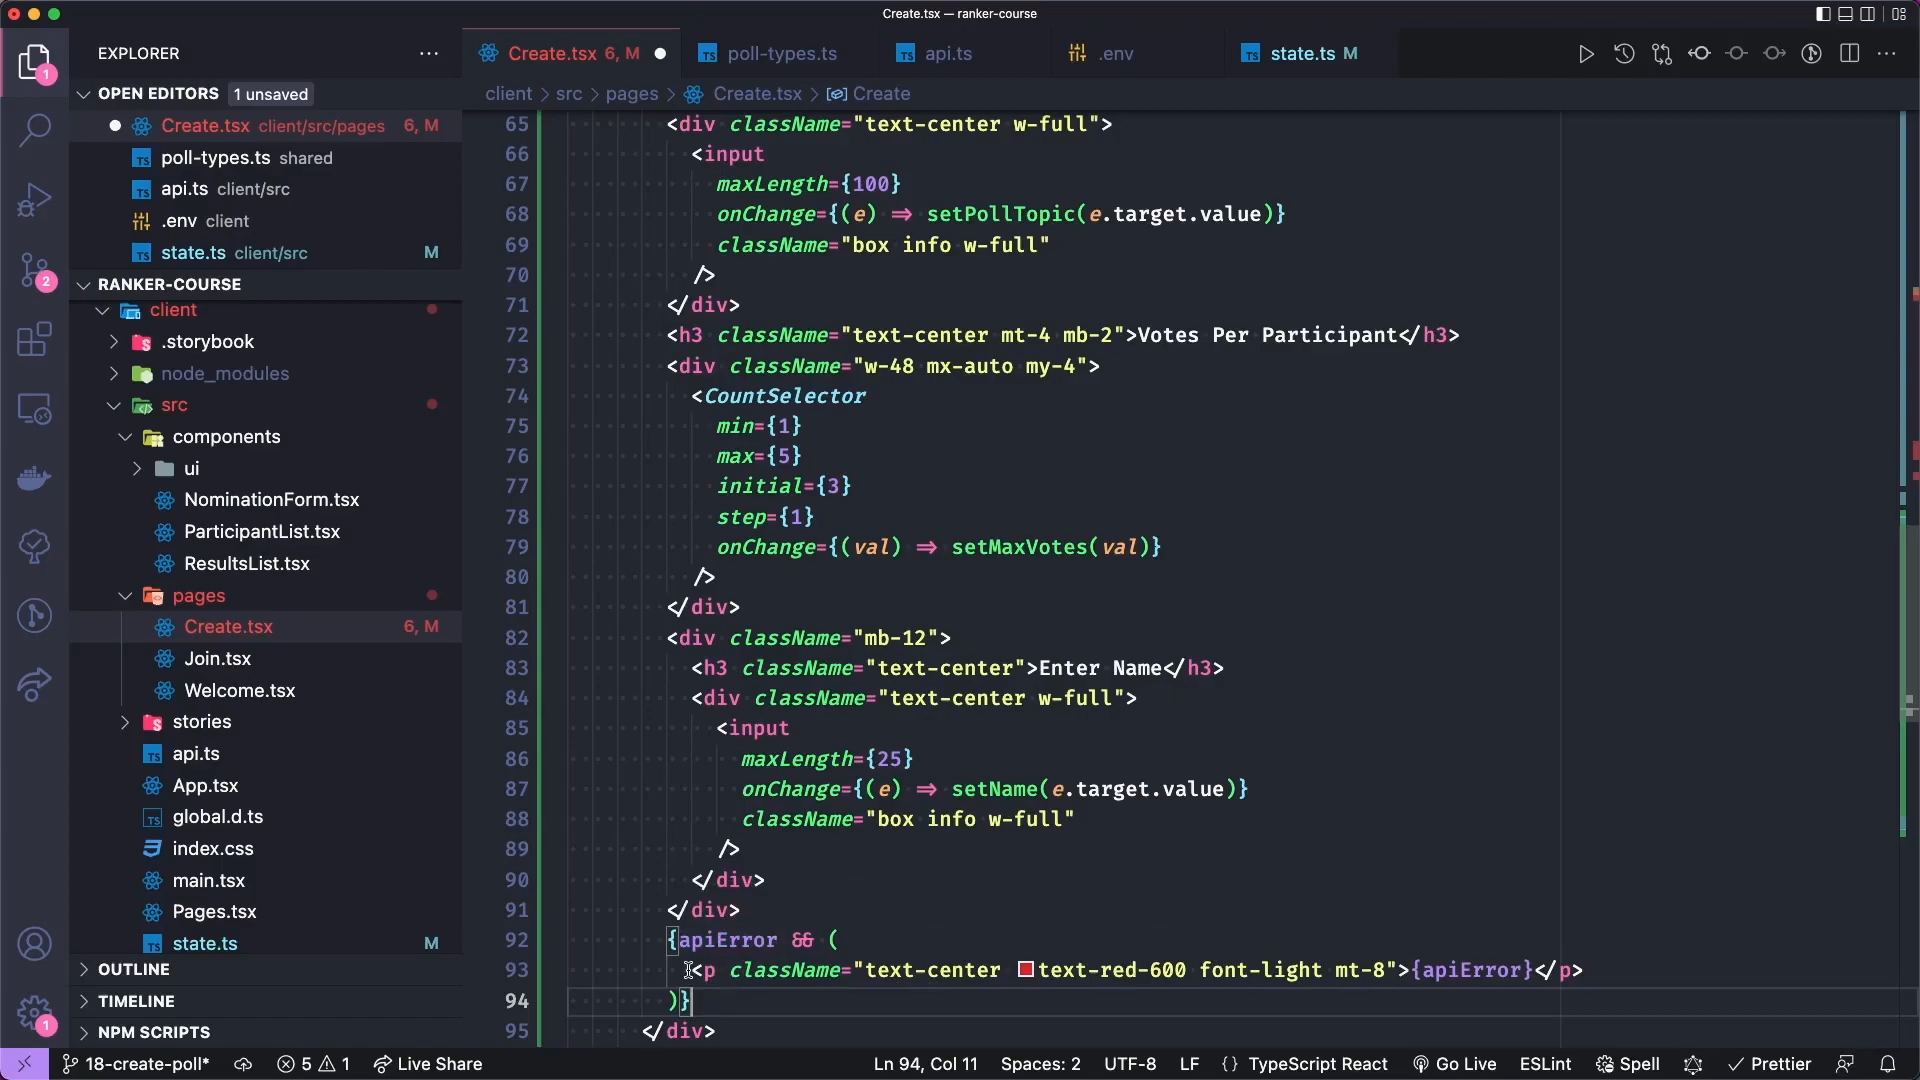 Create.tsx — ranker-course
EXPLORER
OPEN EDITORS 1 unsaved
Create.tsx client/src/pages 6, M
poll-types.ts shared
api.ts client/src
.env client
state.ts client/src M
RANKER-COURSE
client
.storybook
node_modules
src
components
ui
NominationForm.tsx
ParticipantList.tsx
ResultsList.tsx
pages
Create.tsx 6, M
Join.tsx
Welcome.tsx
stories
api.ts
App.tsx
global.d.ts
index.css
main.tsx
Pages.tsx
state.ts M
OUTLINE
TIMELINE
NPM SCRIPTS
1
2
1
Create.tsx 6, M poll-types.ts api.ts .env state.ts M
client > src > pages > Create.tsx > Create
65 <div className="text-center w-full">
66 <input
67 maxLength={100}
68 onChange={(e) => setPollTopic(e.target.value)}
69 className="box info w-full"
70 />
71 </div>
72 <h3 className="text-center mt-4 mb-2">Votes Per Participant</h3>
73 <div className="w-48 mx-auto my-4">
74 <CountSelector
75 min={1}
76 max={5}
77 initial={3}
78 step={1}
79 onChange={(val) => setMaxVotes(val)}
80 />
81 </div>
82 <div className="mb-12">
83 <h3 className="text-center">Enter Name</h3>
84 <div className="text-center w-full">
85 <input
86 maxLength={25}
87 onChange={(e) => setName(e.target.value)}
88 className="box info w-full"
89 />
90 </div>
91 </div>
92 {apiError && (
93 <p className="text-center text-red-600 font-light mt-8">{apiError}</p>
94 )}
95 </div>
18-create-poll* 5 1 Live Share Ln 94, Col 11 Spaces: 2 UTF-8 LF {} TypeScript React Go Live ESLint Spell Prettier